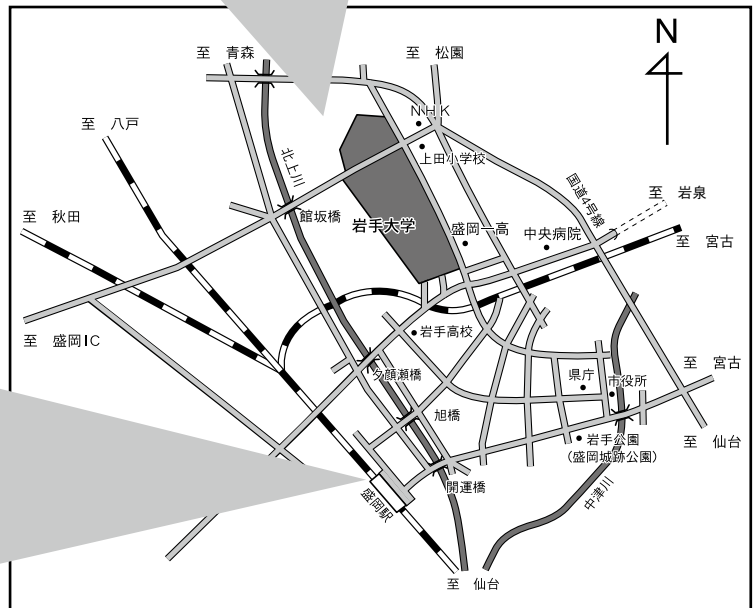 至 青森
至 松園
N
NHK
至 八戸
上田小学校
北上川
国道4号線
至 岩泉
至 秋田
館坂橋
岩手大学
盛岡一高
中央病院
至 宮古
至 盛岡IC
岩手高校
夕顔瀬橋
県庁
市役所
至 宮古
旭橋
岩手公園
(盛岡城跡公園)
至 仙台
開運橋
盛岡駅
中津川
至 仙台